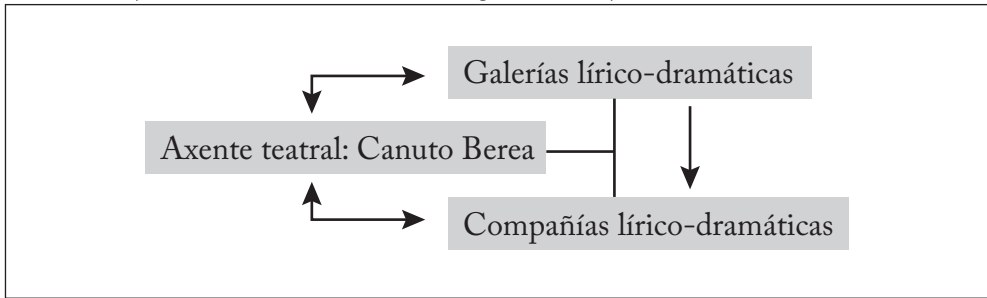 Galerías lírico-dramáticas
Axente teatral: Canuto Berea
Compañías lírico-dramáticas